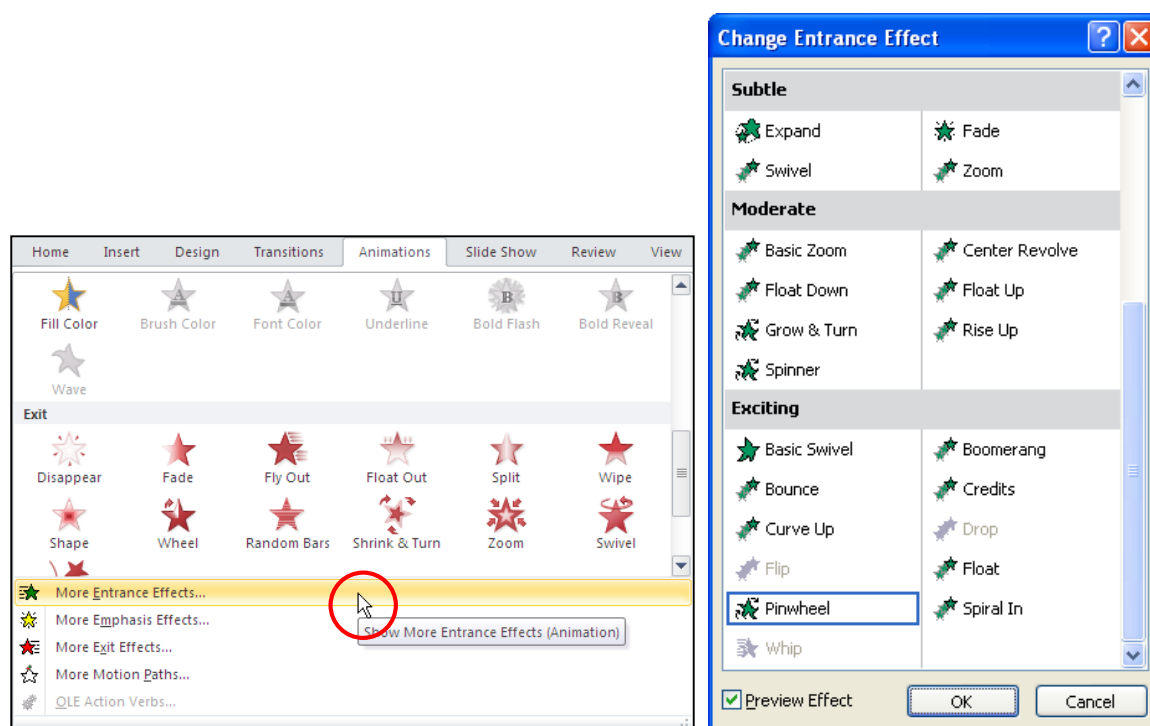 Home Insert Design Transitions Animations Slide Show Review View
Fill Color Brush Color Font Color Underline Bold Flash Bold Reveal
Wave
Exit
Disappear Fade Fly Out Float Out Split Wipe
Shape Wheel Random Bars Shrink & Turn Zoom Swivel
More Entrance Effects...
More Emphasis Effects...
Show More Entrance Effects (Animation)
More Exit Effects...
More Motion Paths...
OLE Action Verbs...
Change Entrance Effect
Subtle
Expand Fade
Swivel Zoom
Moderate
Basic Zoom Center Revolve
Float Down Float Up
Grow & Turn Rise Up
Spinner
Exciting
Basic Swivel Boomerang
Bounce Credits
Curve Up Drop
Flip Float
Pinwheel Spiral In
Whip
Preview Effect OK Cancel